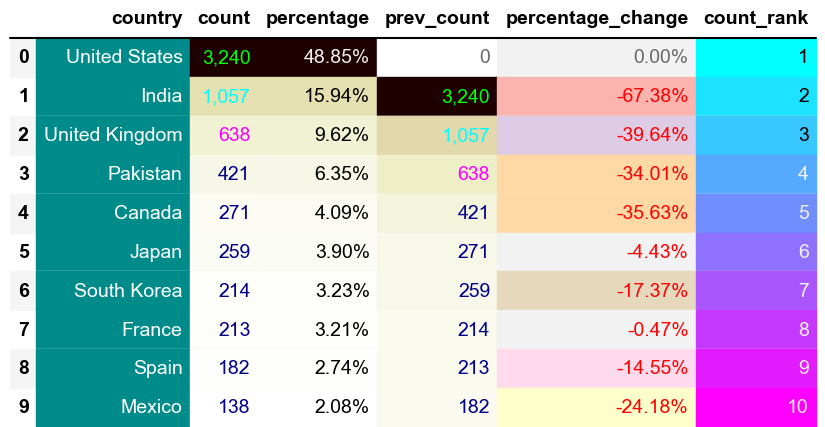 country count percentage prev_count percentage_change count_rank
0 United States 3,240 48.85% 0 0.00% 1
1 India 1,057 15.94% 3,240 -67.38% 2
2 United Kingdom 638 9.62% 1,057 -39.64% 3
3 Pakistan 421 6.35% 638 -34.01% 4
4 Canada 271 4.09% 421 -35.63% 5
5 Japan 259 3.90% 271 -4.43% 6
6 South Korea 214 3.23% 259 -17.37% 7
7 France 213 3.21% 214 -0.47% 8
8 Spain 182 2.74% 213 -14.55% 9
9 Mexico 138 2.08% 182 -24.18% 10